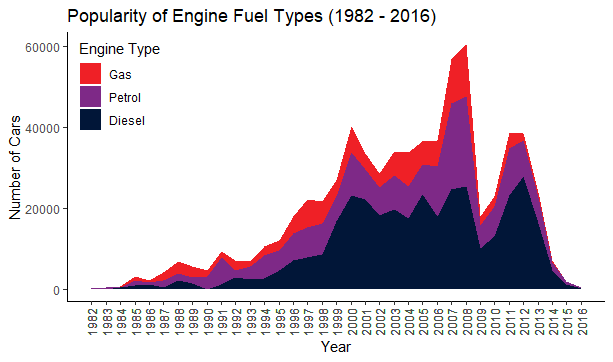 Popularity of Engine Fuel Types (1982 - 2016)
Engine Type
Gas
Petrol
Diesel
60000
40000
20000
0
Number of Cars
1982 1983 1984 1985 1986 1987 1988 1989 1990 1991 1992 1993 1994 1995 1996 1997 1998 1999 2000 2001 2002 2003 2004 2005 2006 2007 2008 2009 2010 2011 2012 2013 2014 2015 2016
Year